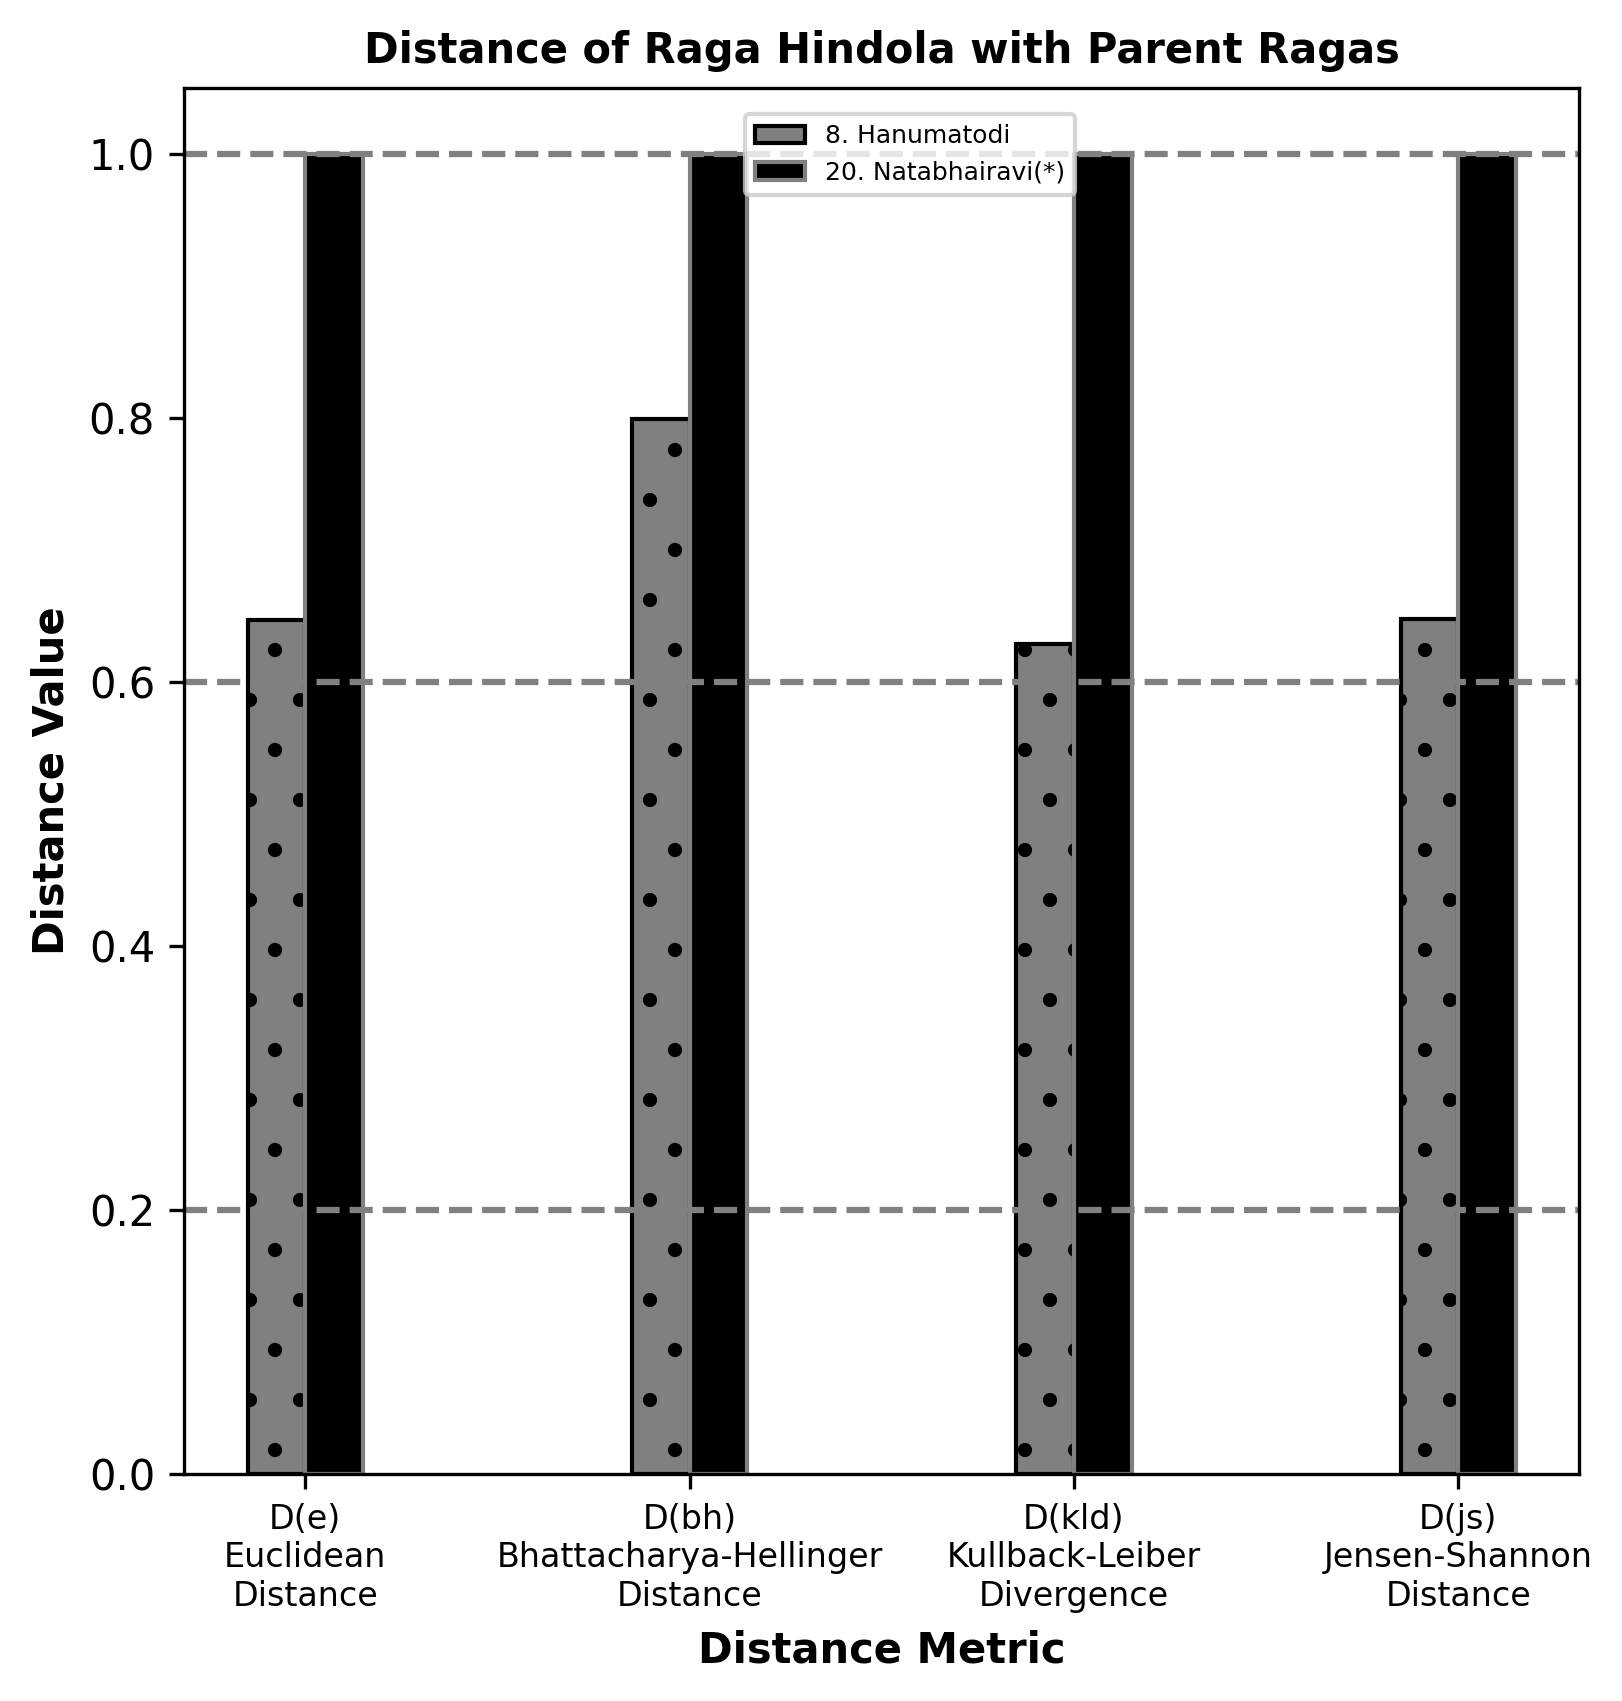 Distance of Raga Hindola with Parent Ragas
8. Hanumatodi
20. Natabhairavi(*)
1.0
0.8
0.6
0.4
0.2
0.0
Distance Value
D(e)
Euclidean
Distance
D(bh)
Bhattacharya-Hellinger
Distance
D(kld)
Kullback-Leiber
Divergence
D(js)
Jensen-Shannon
Distance
Distance Metric